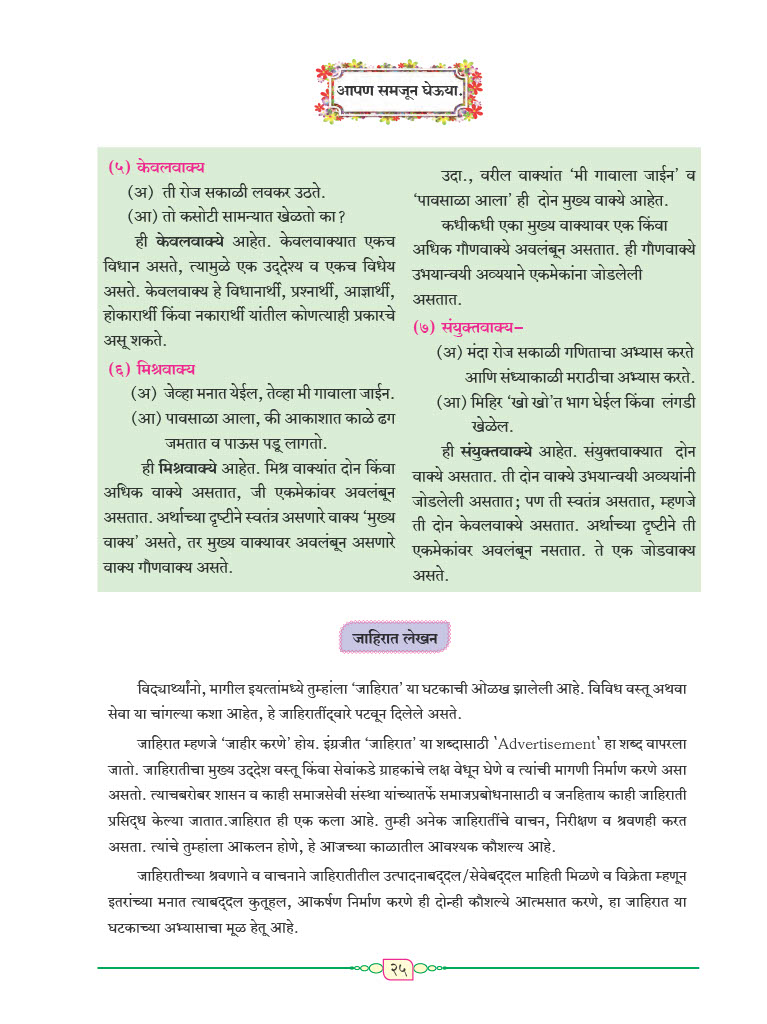 आपण समजून घेऊया.
(५) केवलवाक्य
(अ) ती रोज सकाळी लवकर उठते.
(आ) तो कसोटी सामन्यात खेळतो का?
ही केवलवाक्ये आहेत. केवलवाक्यात एकच
विधान असते, त्यामुळे एक उद्‌देश्य व एकच विधेय
असते. केवलवाक्य हे विधानार्थी, प्रश्नार्थी, आज्ञार्थी,
होकारार्थी किंवा नकारार्थी यांतील कोणत्याही प्रकारचे
असू शकते.
(६) मिश्रवाक्य
(अ) जेव्हा मनात येईल, तेव्हा मी गावाला जाईन.
(आ) पावसाळा आला, की आकाशात काळे ढग
जमतात व पाऊस पडू लागतो.
ही मिश्रवाक्ये आहेत. मिश्र वाक्यांत दोन किंवा
अधिक वाक्ये असतात, जी एकमेकांवर अवलंबून
असतात. अर्थाच्या दृष्टीने स्वतंत्र असणारे वाक्य ‘मुख्य
वाक्य’ असते, तर मुख्य वाक्यावर अवलंबून असणारे
वाक्य गौणवाक्य असते.
उदा., वरील वाक्यांत ‘मी गावाला जाईन’ व
‘पावसाळा आला’ ही दोन मुख्य वाक्ये आहेत.
कधीकधी एका मुख्य वाक्यावर एक किंवा
अधिक गौणवाक्ये अवलंबून असतात. ही गौणवाक्ये
उभयान्वयी अव्ययाने एकमेकांना जोडलेली
असतात.
(७) संयुक्तवाक्य–
(अ) मंदा रोज सकाळी गणिताचा अभ्यास करते
आणि संध्याकाळी मराठीचा अभ्यास करते.
(आ) मिहिर ‘खो खो’त भाग घेईल किंवा लंगडी
खेळेल.
ही संयुक्तवाक्ये आहेत. संयुक्तवाक्यात दोन
वाक्ये असतात. ती दोन वाक्ये उभयान्वयी अव्ययांनी
जोडलेली असतात; पण ती स्वतंत्र असतात, म्हणजे
ती दोन केवलवाक्ये असतात. अर्थाच्या दृष्टीने ती
एकमेकांवर अवलंबून नसतात. ते एक जोडवाक्य
असते.
जाहिरात लेखन
विद्यार्थ्यांनो, मागील इयत्तांमध्ये तुम्हांला ‘जाहिरात’ या घटकाची ओळख झालेली आहे. विविध वस्तू अथवा
सेवा या चांगल्या कशा आहेत, हे जाहिरातींद्‌वारे पटवून दिलेले असते.
जाहिरात म्हणजे ‘जाहीर करणे’ होय. इंग्रजीत ‘जाहिरात’ या शब्दासाठी ‛Advertisement‛ हा शब्द वापरला
जातो. जाहिरातीचा मुख्य उद्‌देश वस्तू किंवा सेवांकडे ग्राहकांचे लक्ष वेधून घेणे व त्यांची मागणी निर्माण करणे असा
असतो. त्याचबरोबर शासन व काही समाजसेवी संस्था यांच्यातर्फे समाजप्रबोधनासाठी व जनहिताय काही जाहिराती
प्रसिद्ध केल्या जातात.जाहिरात ही एक कला आहे. तुम्ही अनेक जाहिरातींचे वाचन, निरीक्षण व श्रवणही करत
असता. त्यांचे तुम्हांला आकलन होणे, हे आजच्या काळातील आवश्यक कौशल्य आहे.
जाहिरातीच्या श्रवणाने व वाचनाने जाहिरातीतील उत्पादनाबद्‌दल/सेवेबद्‌दल माहिती मिळणे व विक्रेता म्हणून
इतरांच्या मनात त्याबद्‌दल कुतूहल, आकर्षण निर्माण करणे ही दोन्ही कौशल्ये आत्मसात करणे, हा जाहिरात या
घटकाच्या अभ्यासाचा मूळ हेतू आहे.
२५